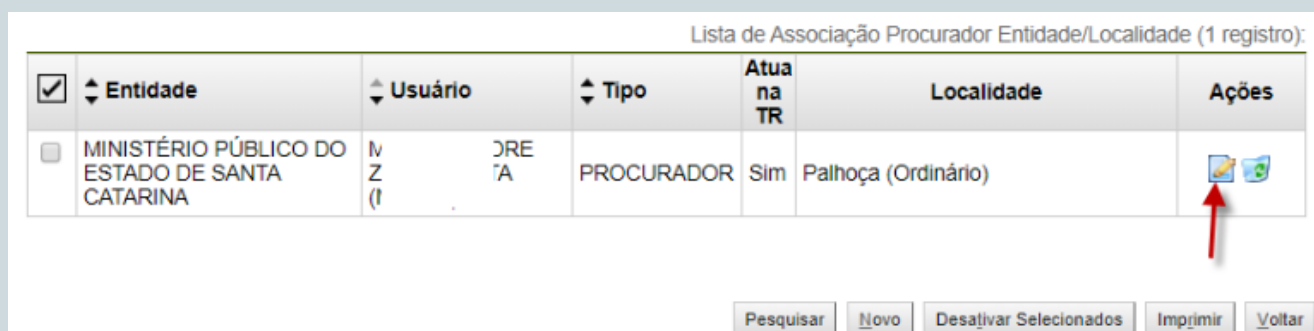 Lista de Associação Procurador Entidade/Localidade (1 registro):
Entidade Usuário Tipo Atua na TR Localidade Ações
MINISTÉRIO PÚBLICO DO ESTADO DE SANTA CATARINA PROCURADOR Sim Palhoça (Ordinário)
Pesquisar Novo Desativar Selecionados Imprimir Voltar